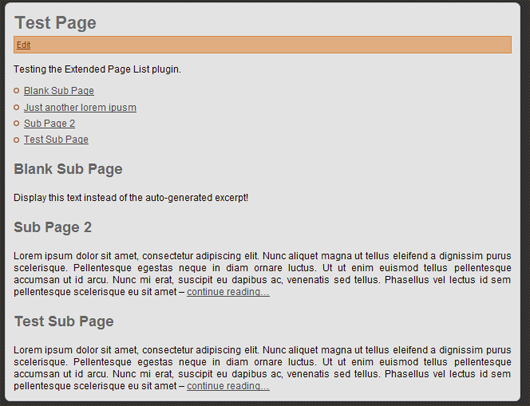 Test Page
Edit
Testing the Extended Page List plugin.
Blank Sub Page
Just another lorem ipusm
Sub Page 2
Test Sub Page
Blank Sub Page
Display this text instead of the auto-generated excerpt!
Sub Page 2
Lorem ipsum dolor sit amet, consectetur adipiscing elit. Nunc aliquet magna ut tellus eleifend a dignissim purus
scelerisque. Pellentesque egestas neque in diam ornare luctus. Ut ut enim euismod tellus pellentesque
accumsan ut id arcu. Nunc mi erat, suscipit eu dapibus ac, venenatis sed tellus. Phasellus vel lectus id sem
pellentesque scelerisque eu sit amet – continue reading…
Test Sub Page
Lorem ipsum dolor sit amet, consectetur adipiscing elit. Nunc aliquet magna ut tellus eleifend a dignissim purus
scelerisque. Pellentesque egestas neque in diam ornare luctus. Ut ut enim euismod tellus pellentesque
accumsan ut id arcu. Nunc mi erat, suscipit eu dapibus ac, venenatis sed tellus. Phasellus vel lectus id sem
pellentesque scelerisque eu sit amet – continue reading…